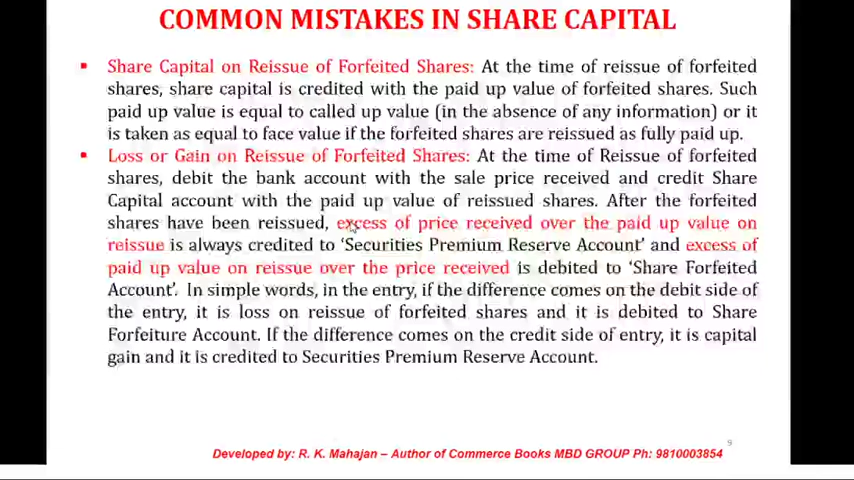 COMMON MISTAKES IN SHARE CAPITAL
▪ Share Capital on Reissue of Forfeited Shares: At the time of reissue of forfeited
shares, share capital is credited with the paid up value of forfeited shares. Such
paid up value is equal to called up value (in the absence of any information) or it
is taken as equal to face value if the forfeited shares are reissued as fully paid up.
▪ Loss or Gain on Reissue of Forfeited Shares: At the time of Reissue of forfeited
shares, debit the bank account with the sale price received and credit Share
Capital account with the paid up value of reissued shares. After the forfeited
shares have been reissued, excess of price received over the paid up value on
reissue is always credited to ‘Securities Premium Reserve Account’ and excess of
paid up value on reissue over the price received is debited to ‘Share Forfeited
Account’. In simple words, in the entry, if the difference comes on the debit side of
the entry, it is loss on reissue of forfeited shares and it is debited to Share
Forfeiture Account. If the difference comes on the credit side of entry, it is capital
gain and it is credited to Securities Premium Reserve Account.
9
Developed by: R. K. Mahajan – Author of Commerce Books MBD GROUP Ph: 9810003854